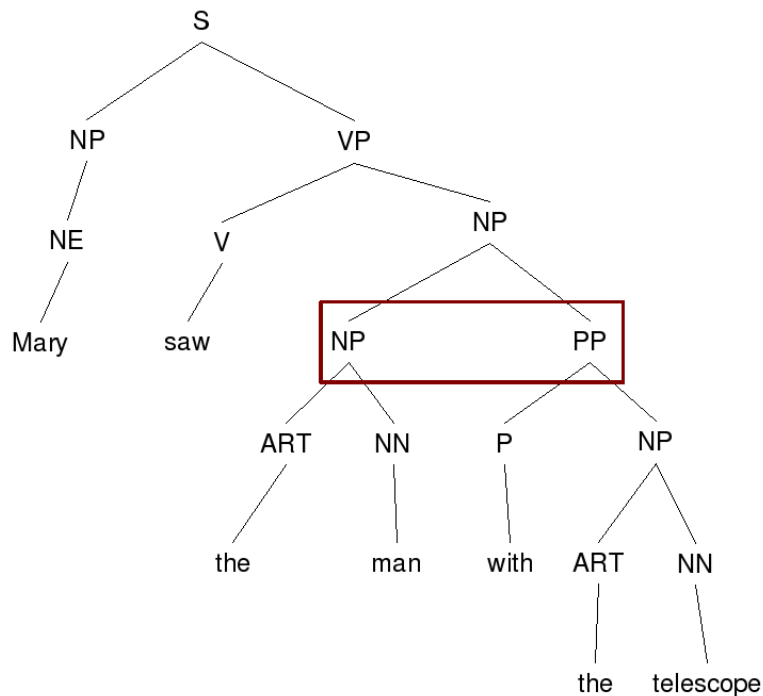 S
NP VP
NP
NE V
Mary saw NP PP
ART NN P NP
the man with ART NN
the telescope